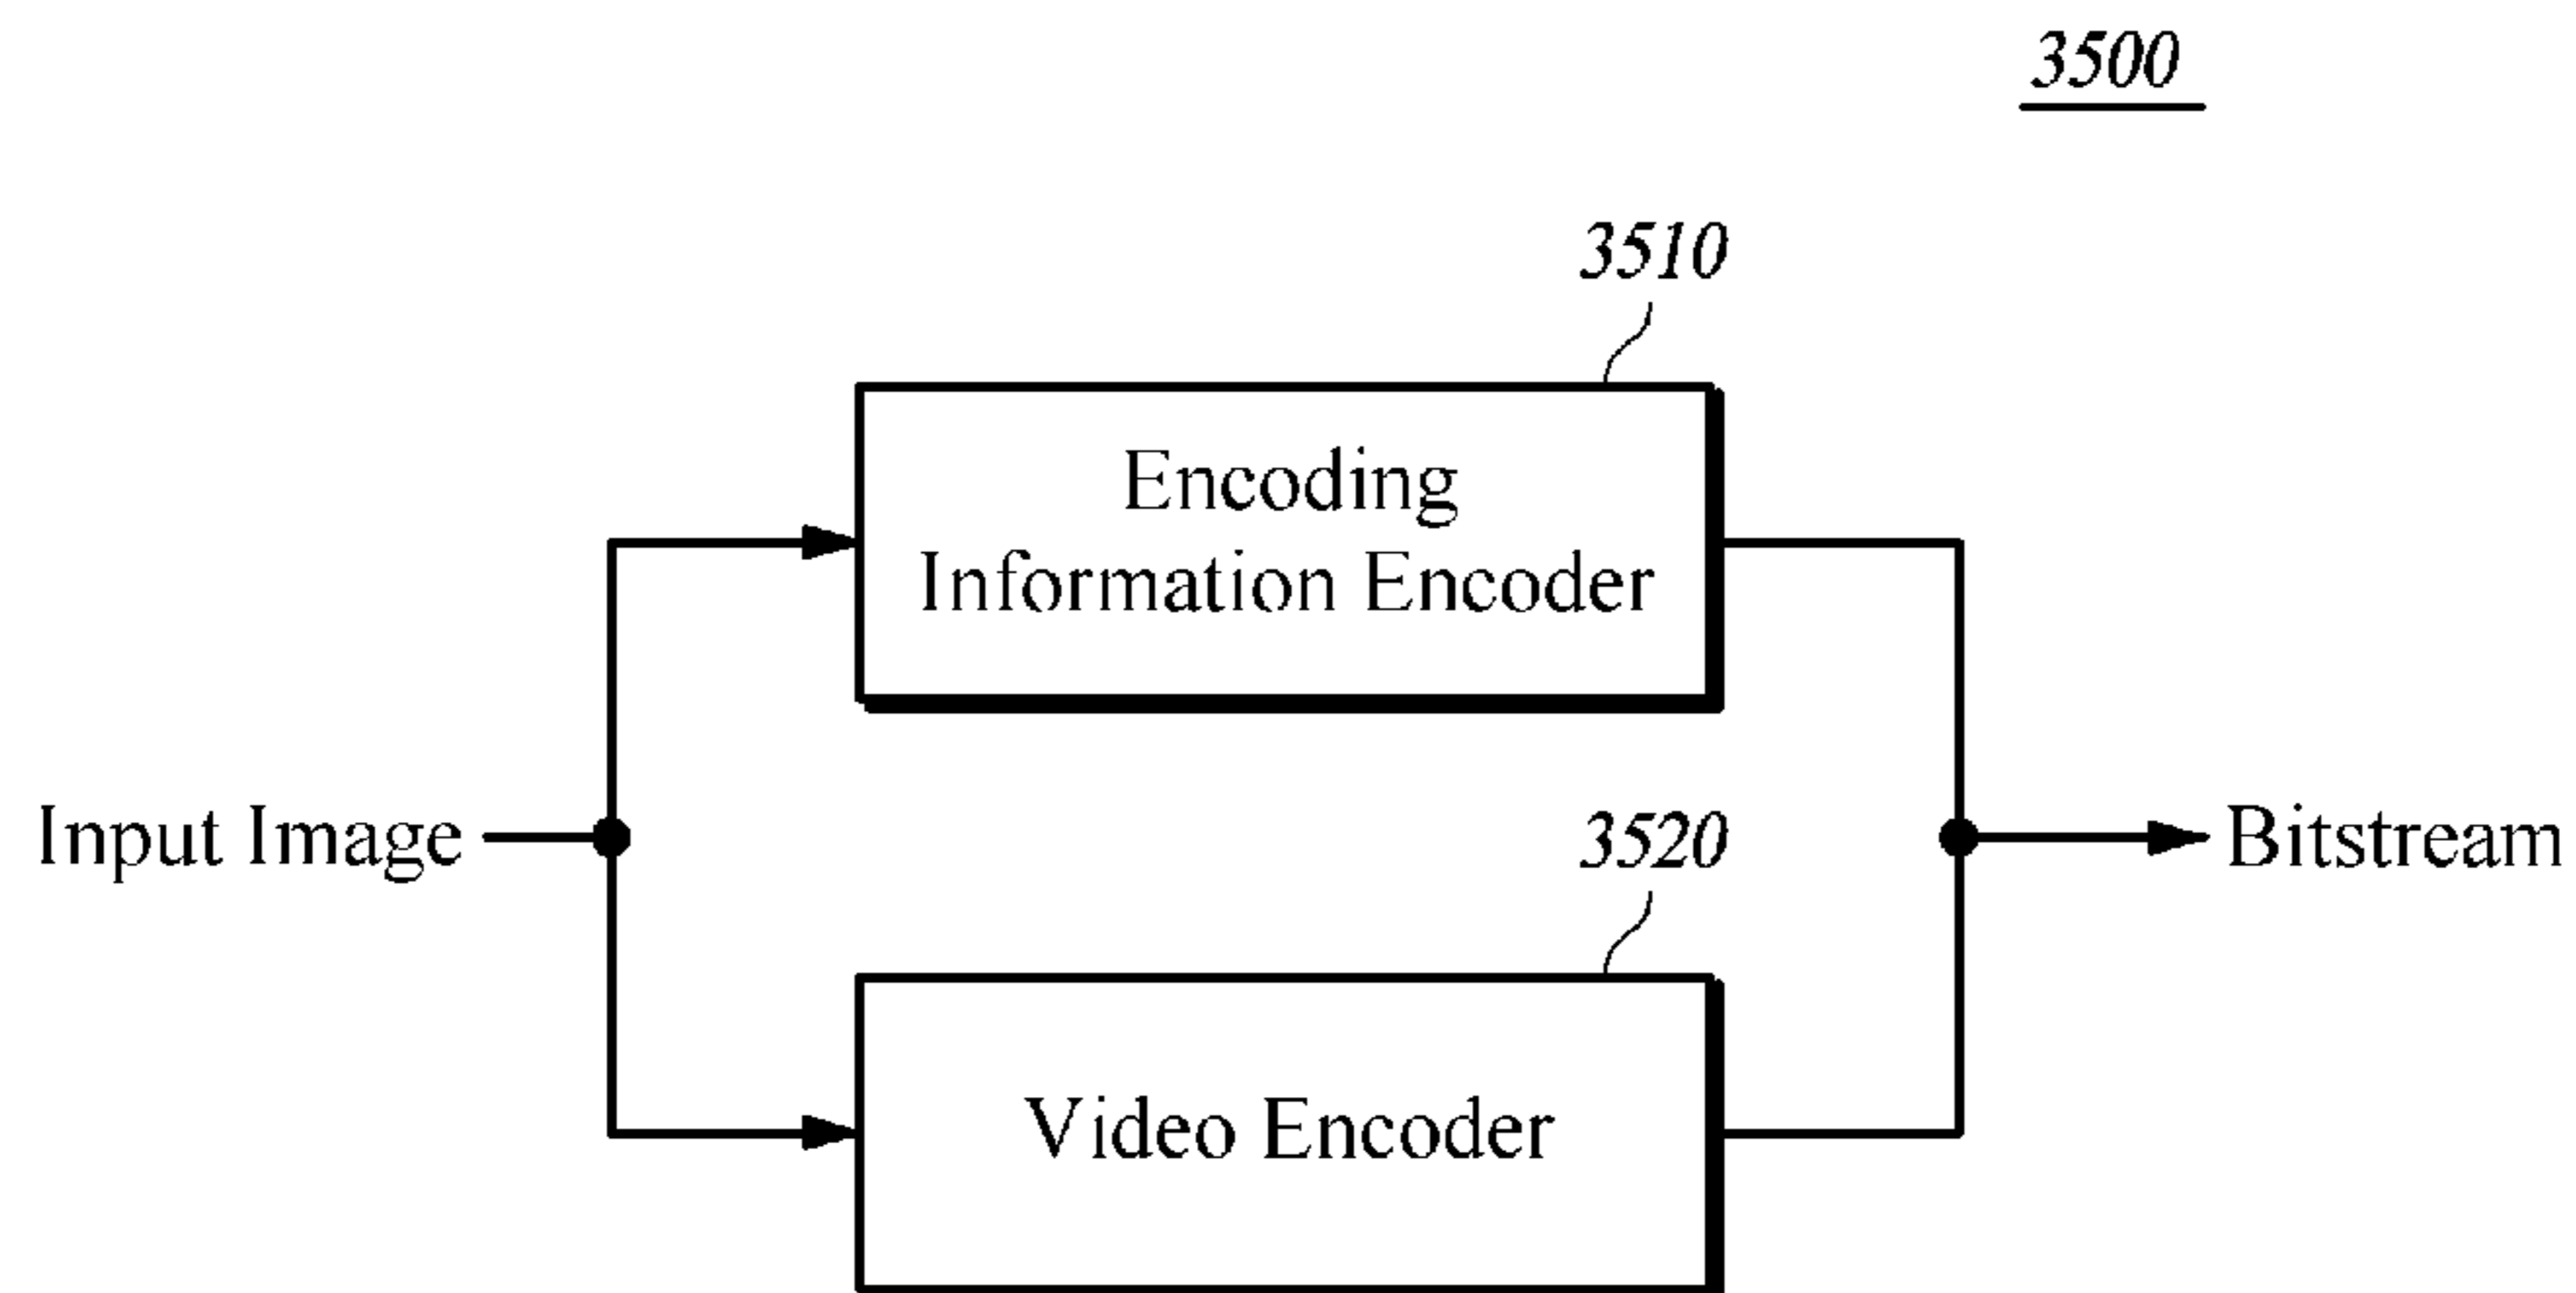 3500
3510
Encoding
Information Encoder
Input Image
Bitstream
3520
Video Encoder